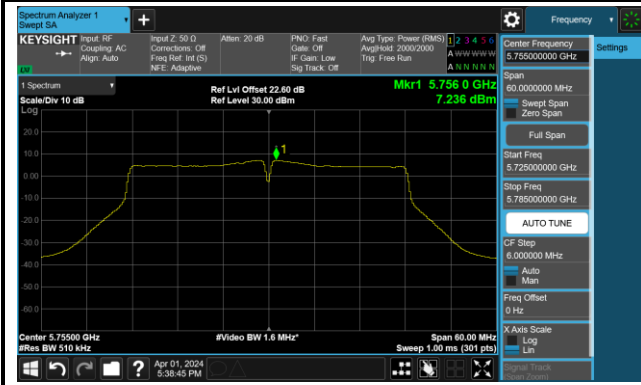 Spectrum Analyzer 1
Swept SA
+
Frequency
KEYSIGHT
Input: RF
Coupling: AC
Align: Auto
Input Z: 50 Ω
Corrections: Off
Freq Ref: Int (S)
NFE: Adaptive
Atten: 20 dB
PNO: Fast
Gate: Off
IF Gain: Low
Sig Track: Off
Avg Type: Power (RMS)
Avg|Hold: 2000/2000
Trig: Free Run
1 2 3 4 5 6
A W W W W W
A N N N N N
1 Spectrum
Scale/Div 10 dB
Log
Ref Lvl Offset 22.60 dB
Ref Level 30.00 dBm
Mkr1 5.756 0 GHz
7.236 dBm
1
20.0
10.0
0.00
-10.0
-20.0
-30.0
-40.0
-50.0
-60.0
Center 5.75500 GHz
#Res BW 510 kHz
#Video BW 1.6 MHz*
Span 60.00 MHz
Sweep 1.00 ms (301 pts)
?
Apr 01, 2024
5:38:45 PM
Center Frequency
5.755000000 GHz
Settings
Span
60.0000000 MHz
Swept Span
Zero Span
Full Span
Start Freq
5.725000000 GHz
Stop Freq
5.785000000 GHz
AUTO TUNE
CF Step
6.000000 MHz
Auto
Man
Freq Offset
0 Hz
X Axis Scale
Log
Lin
Signal Track
(Span Zoom)